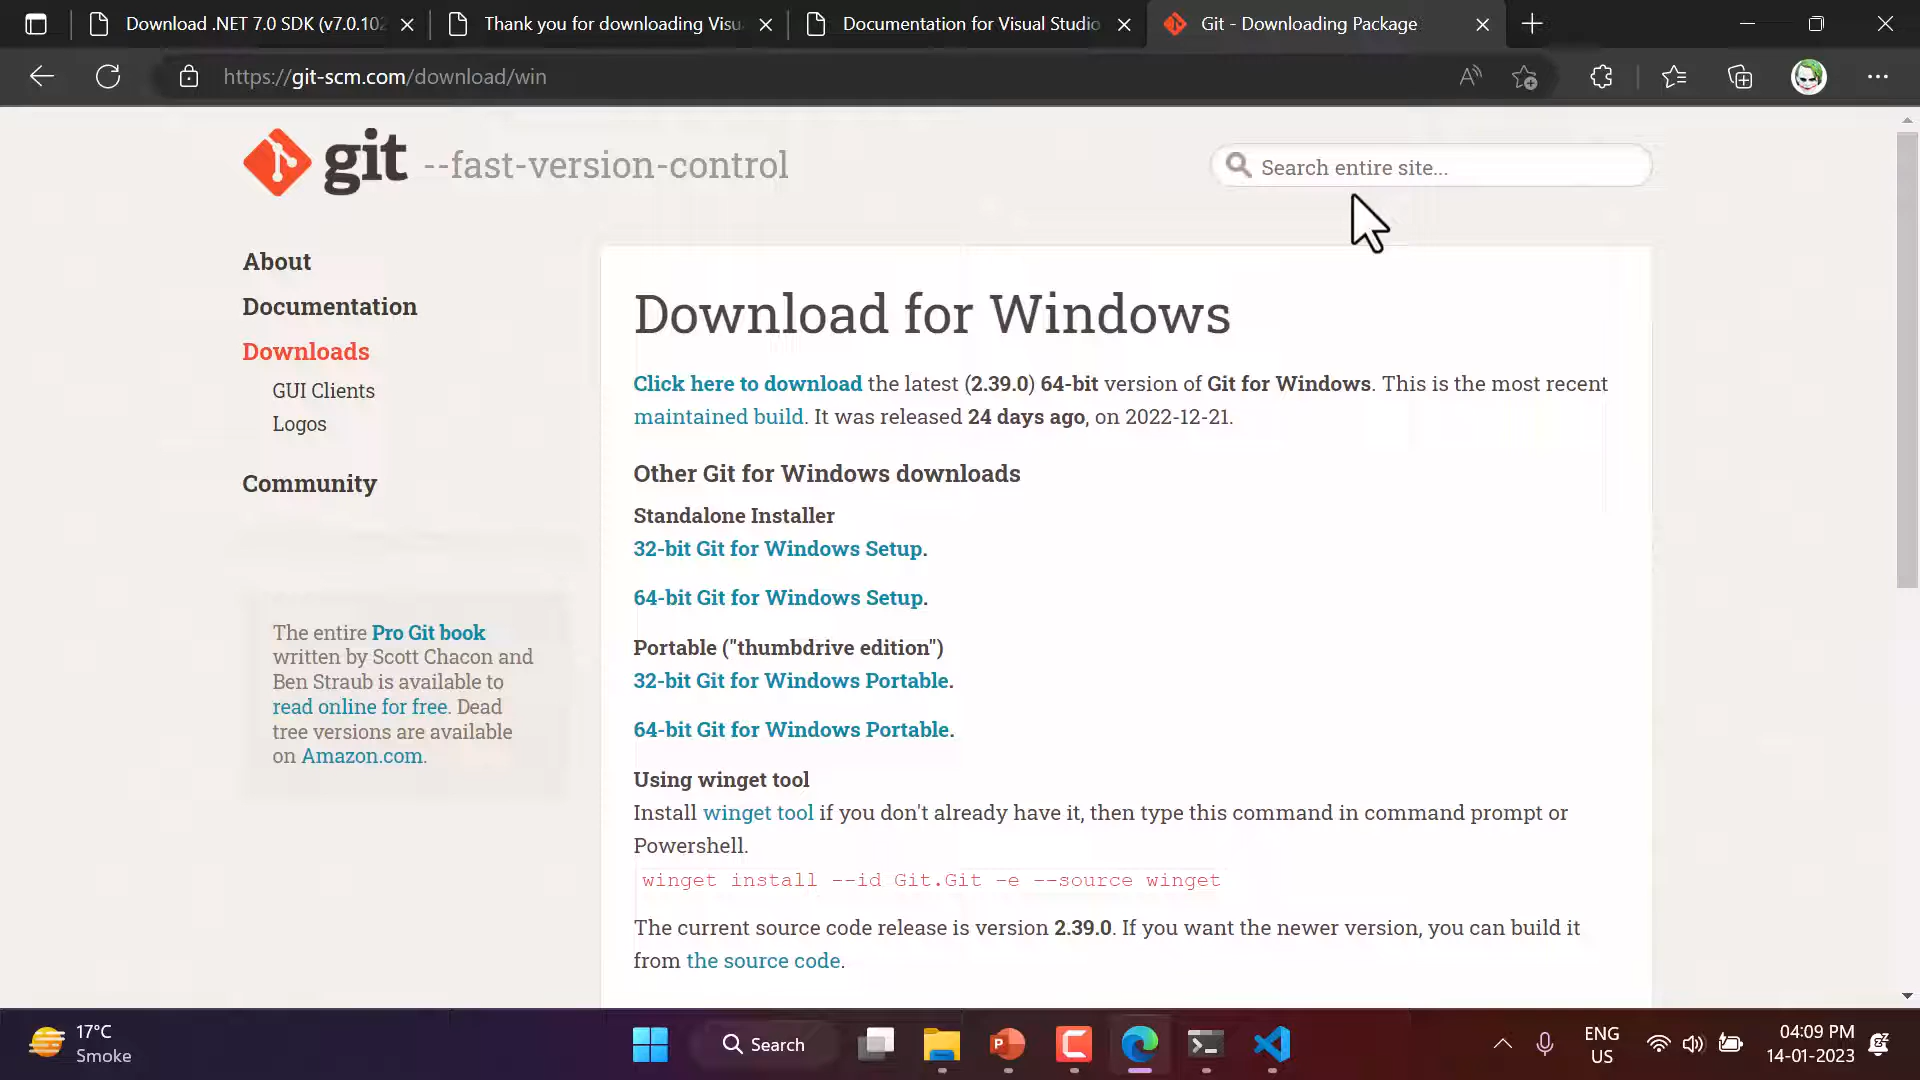 Download .NET 7.0 SDK (v7.0.102
Thank you for downloading Visu
Documentation for Visual Studio
Git - Downloading Package
https://git-scm.com/download/win
git --fast-version-control
Search entire site...
About
Documentation
Downloads
GUI Clients
Logos
Community
The entire Pro Git book
written by Scott Chacon and
Ben Straub is available to
read online for free. Dead
tree versions are available
on Amazon.com.
Download for Windows
Click here to download the latest (2.39.0) 64-bit version of Git for Windows. This is the most recent
maintained build. It was released 24 days ago, on 2022-12-21.
Other Git for Windows downloads
Standalone Installer
32-bit Git for Windows Setup.
64-bit Git for Windows Setup.
Portable ("thumbdrive edition")
32-bit Git for Windows Portable.
64-bit Git for Windows Portable.
Using winget tool
Install winget tool if you don't already have it, then type this command in command prompt or
Powershell.
winget install --id Git.Git -e --source winget
The current source code release is version 2.39.0. If you want the newer version, you can build it
from the source code.
17°C
Smoke
Search
ENG
US
04:09 PM
14-01-2023